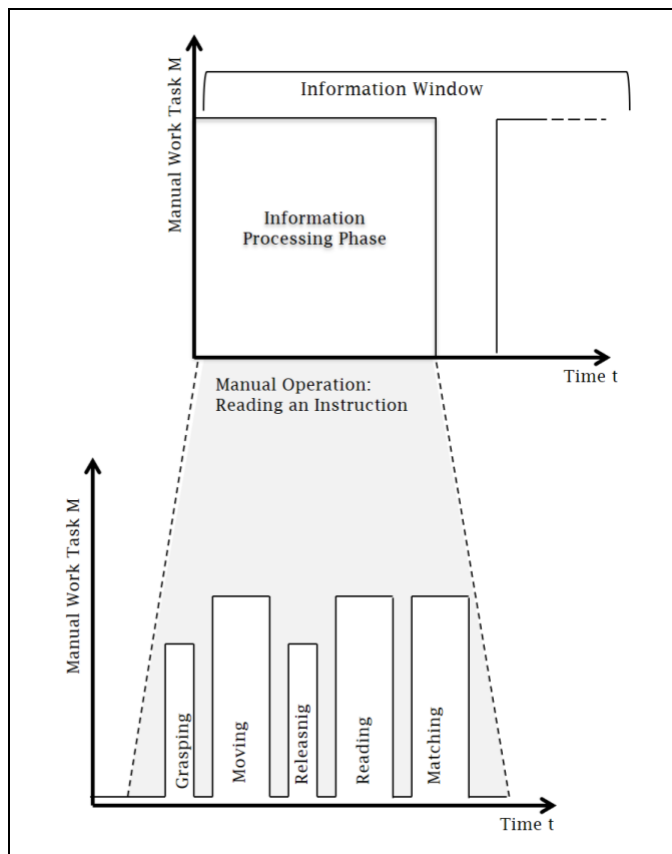 Manual Work Task M
Information Window
Information
Processing Phase
Time t
Manual Operation:
Reading an Instruction
Manual Work Task M
Grasping
Moving
Releasnig
Reading
Matching
Time t